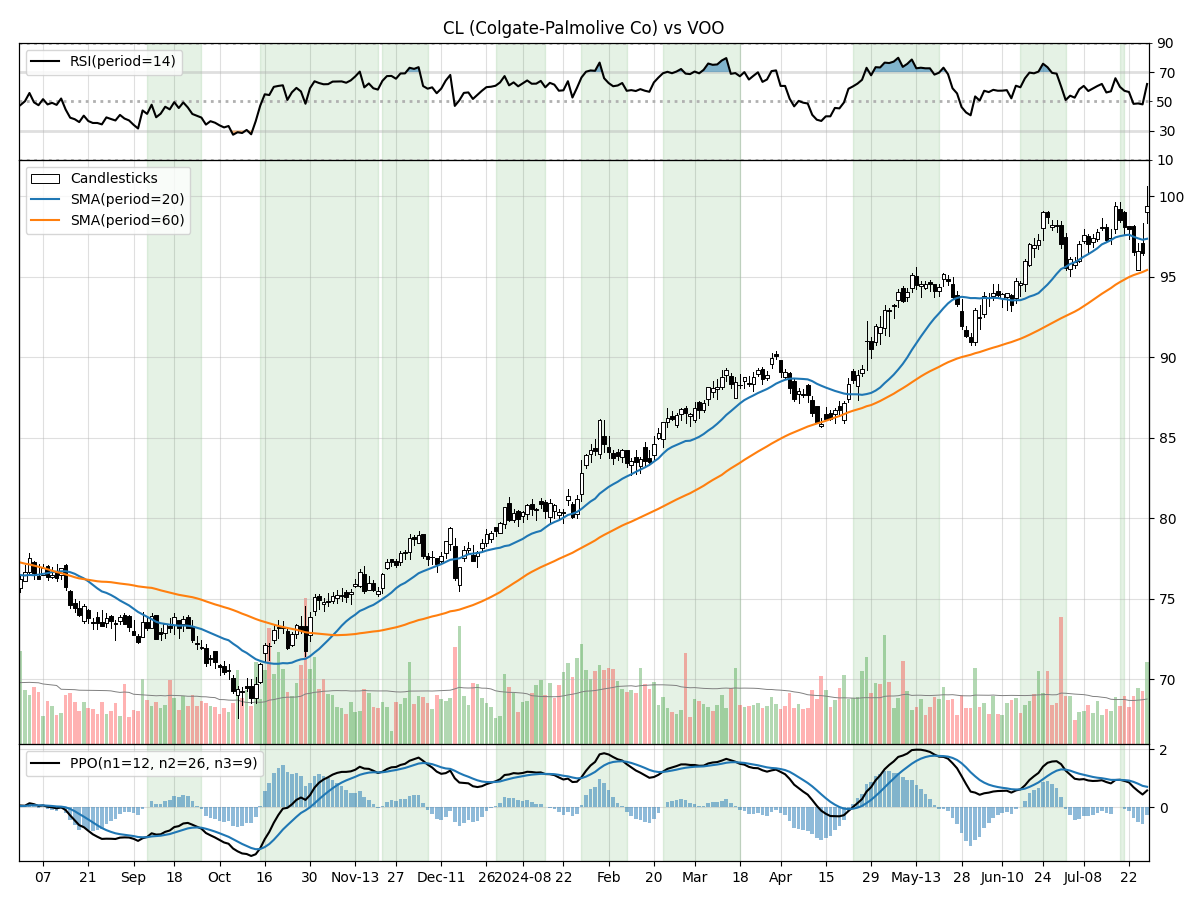 CL (Colgate-Palmolive Co) vs VOO
RSI(period=14)
90
70
50
30
10
Candlesticks
SMA(period=20)
SMA(period=60)
100
95
90
85
80
75
70
PPO(n1=12, n2=26, n3=9)
2
0
07 21 Sep 18 Oct 16 30 Nov-13 27 Dec-11 26 2024-08 22 Feb 20 Mar 18 Apr 15 29 May-13 28 Jun-10 24 Jul-08 22